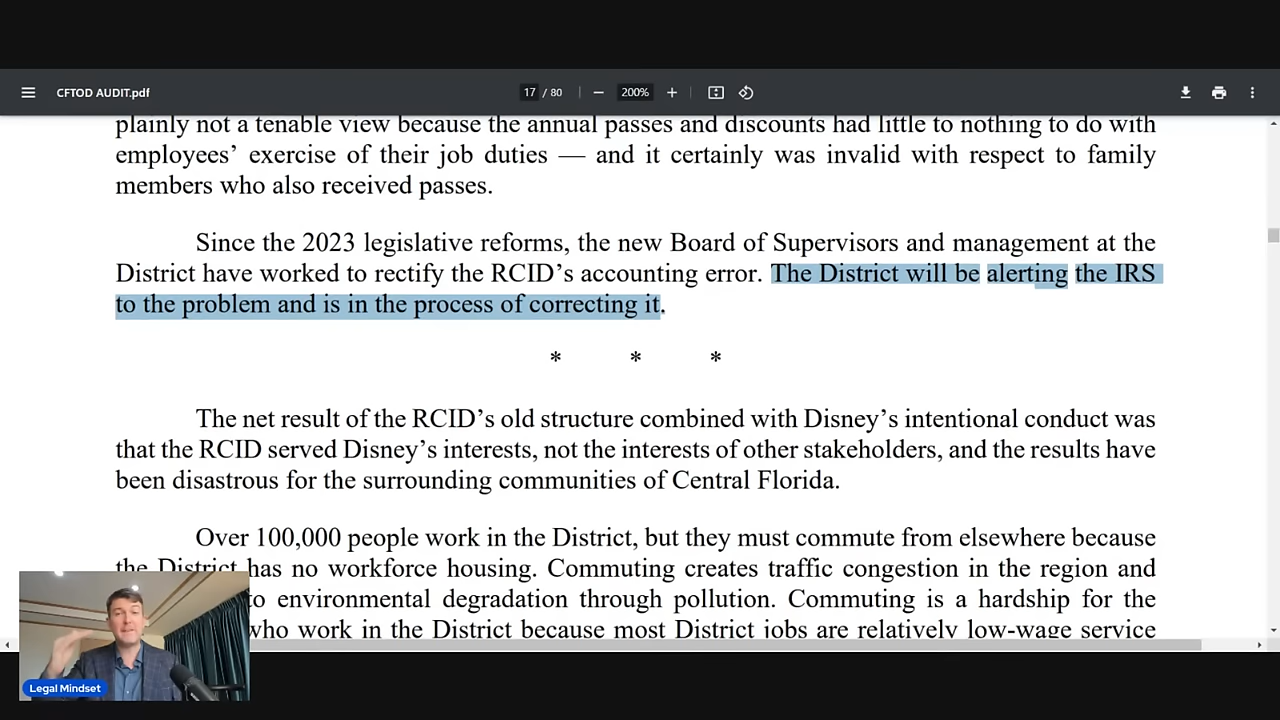 CFTOD AUDIT.pdf
17 / 80
200%
plainly not a tenable view because the annual passes and discounts had little to nothing to do with
employees’ exercise of their job duties — and it certainly was invalid with respect to family
members who also received passes.
Since the 2023 legislative reforms, the new Board of Supervisors and management at the
District have worked to rectify the RCID’s accounting error. The District will be alerting the IRS
to the problem and is in the process of correcting it.
* * *
The net result of the RCID’s old structure combined with Disney’s intentional conduct was
that the RCID served Disney’s interests, not the interests of other stakeholders, and the results have
been disastrous for the surrounding communities of Central Florida.
Over 100,000 people work in the District, but they must commute from elsewhere because
the District has no workforce housing. Commuting creates traffic congestion in the region and
to environmental degradation through pollution. Commuting is a hardship for the
who work in the District because most District jobs are relatively low-wage service
Legal Mindset